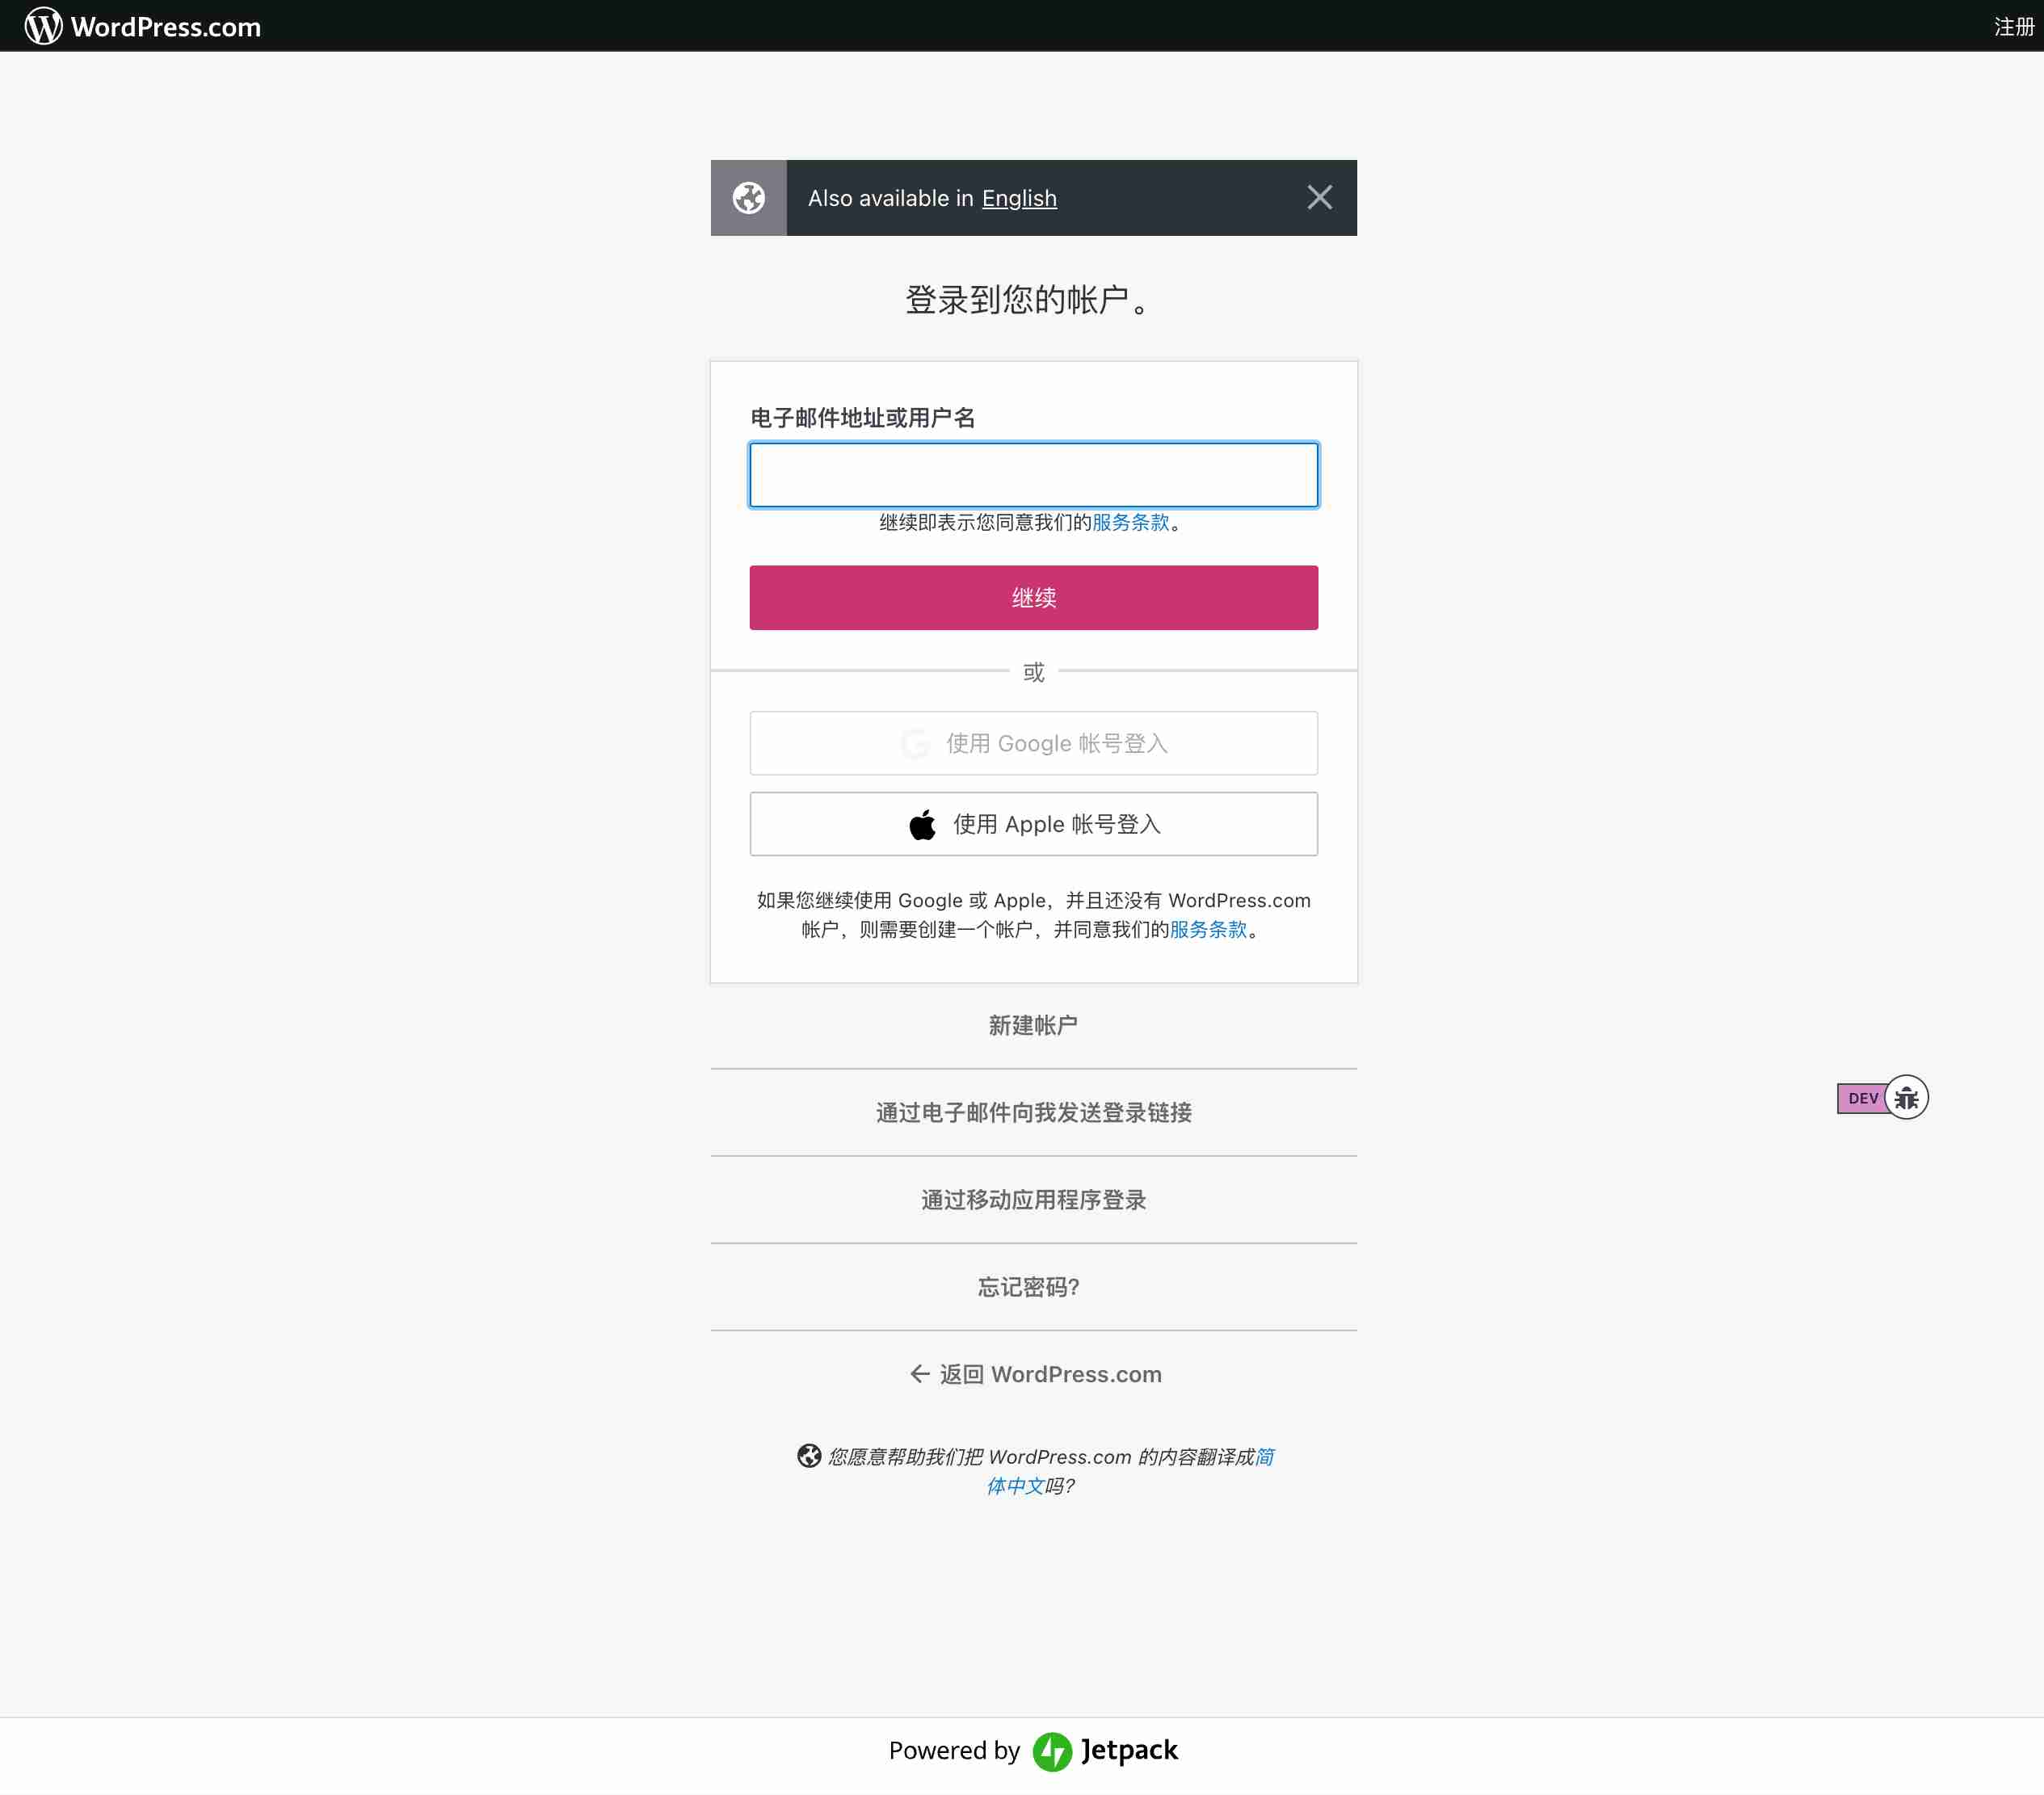 WordPress.com
注册
Also available in English
登录到您的帐户。
电子邮件地址或用户名
继续即表示您同意我们的服务条款。
继续
或
使用 Google 帐号登入
使用 Apple 帐号登入
如果您继续使用 Google 或 Apple，并且还没有 WordPress.com
帐户，则需要创建一个帐户，并同意我们的服务条款。
新建帐户
DEV
通过电子邮件向我发送登录链接
通过移动应用程序登录
忘记密码?
← 返回 WordPress.com
您愿意帮助我们把 WordPress.com 的内容翻译成简
体中文吗?
Powered by Jetpack